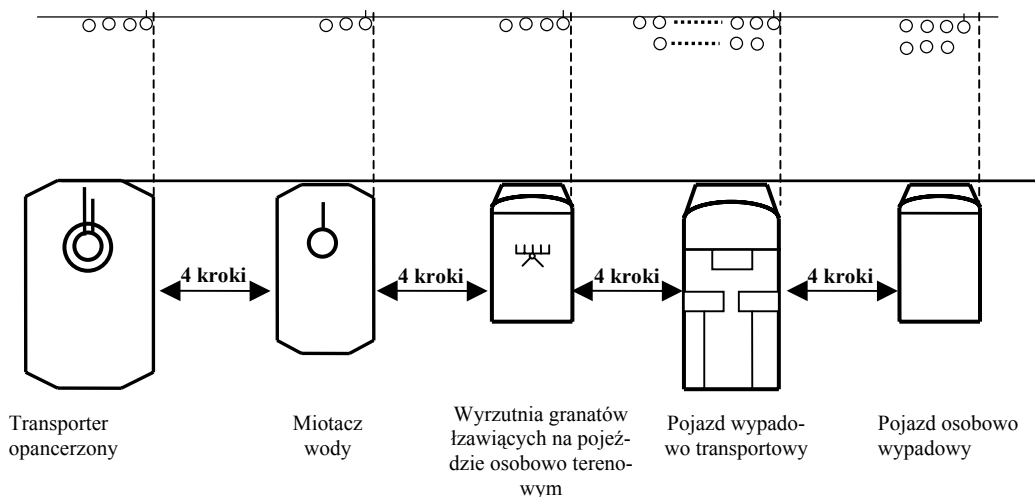 4 kroki
4 kroki
4 kroki
4 kroki
Transporter
opancerzony
Miotacz
wody
Wyrzutnia granatów
łzawiących na pojeź-
dzie osobowo tereno-
wym
Pojazd wypado-
wo transportowy
Pojazd osobowo
wypadowy